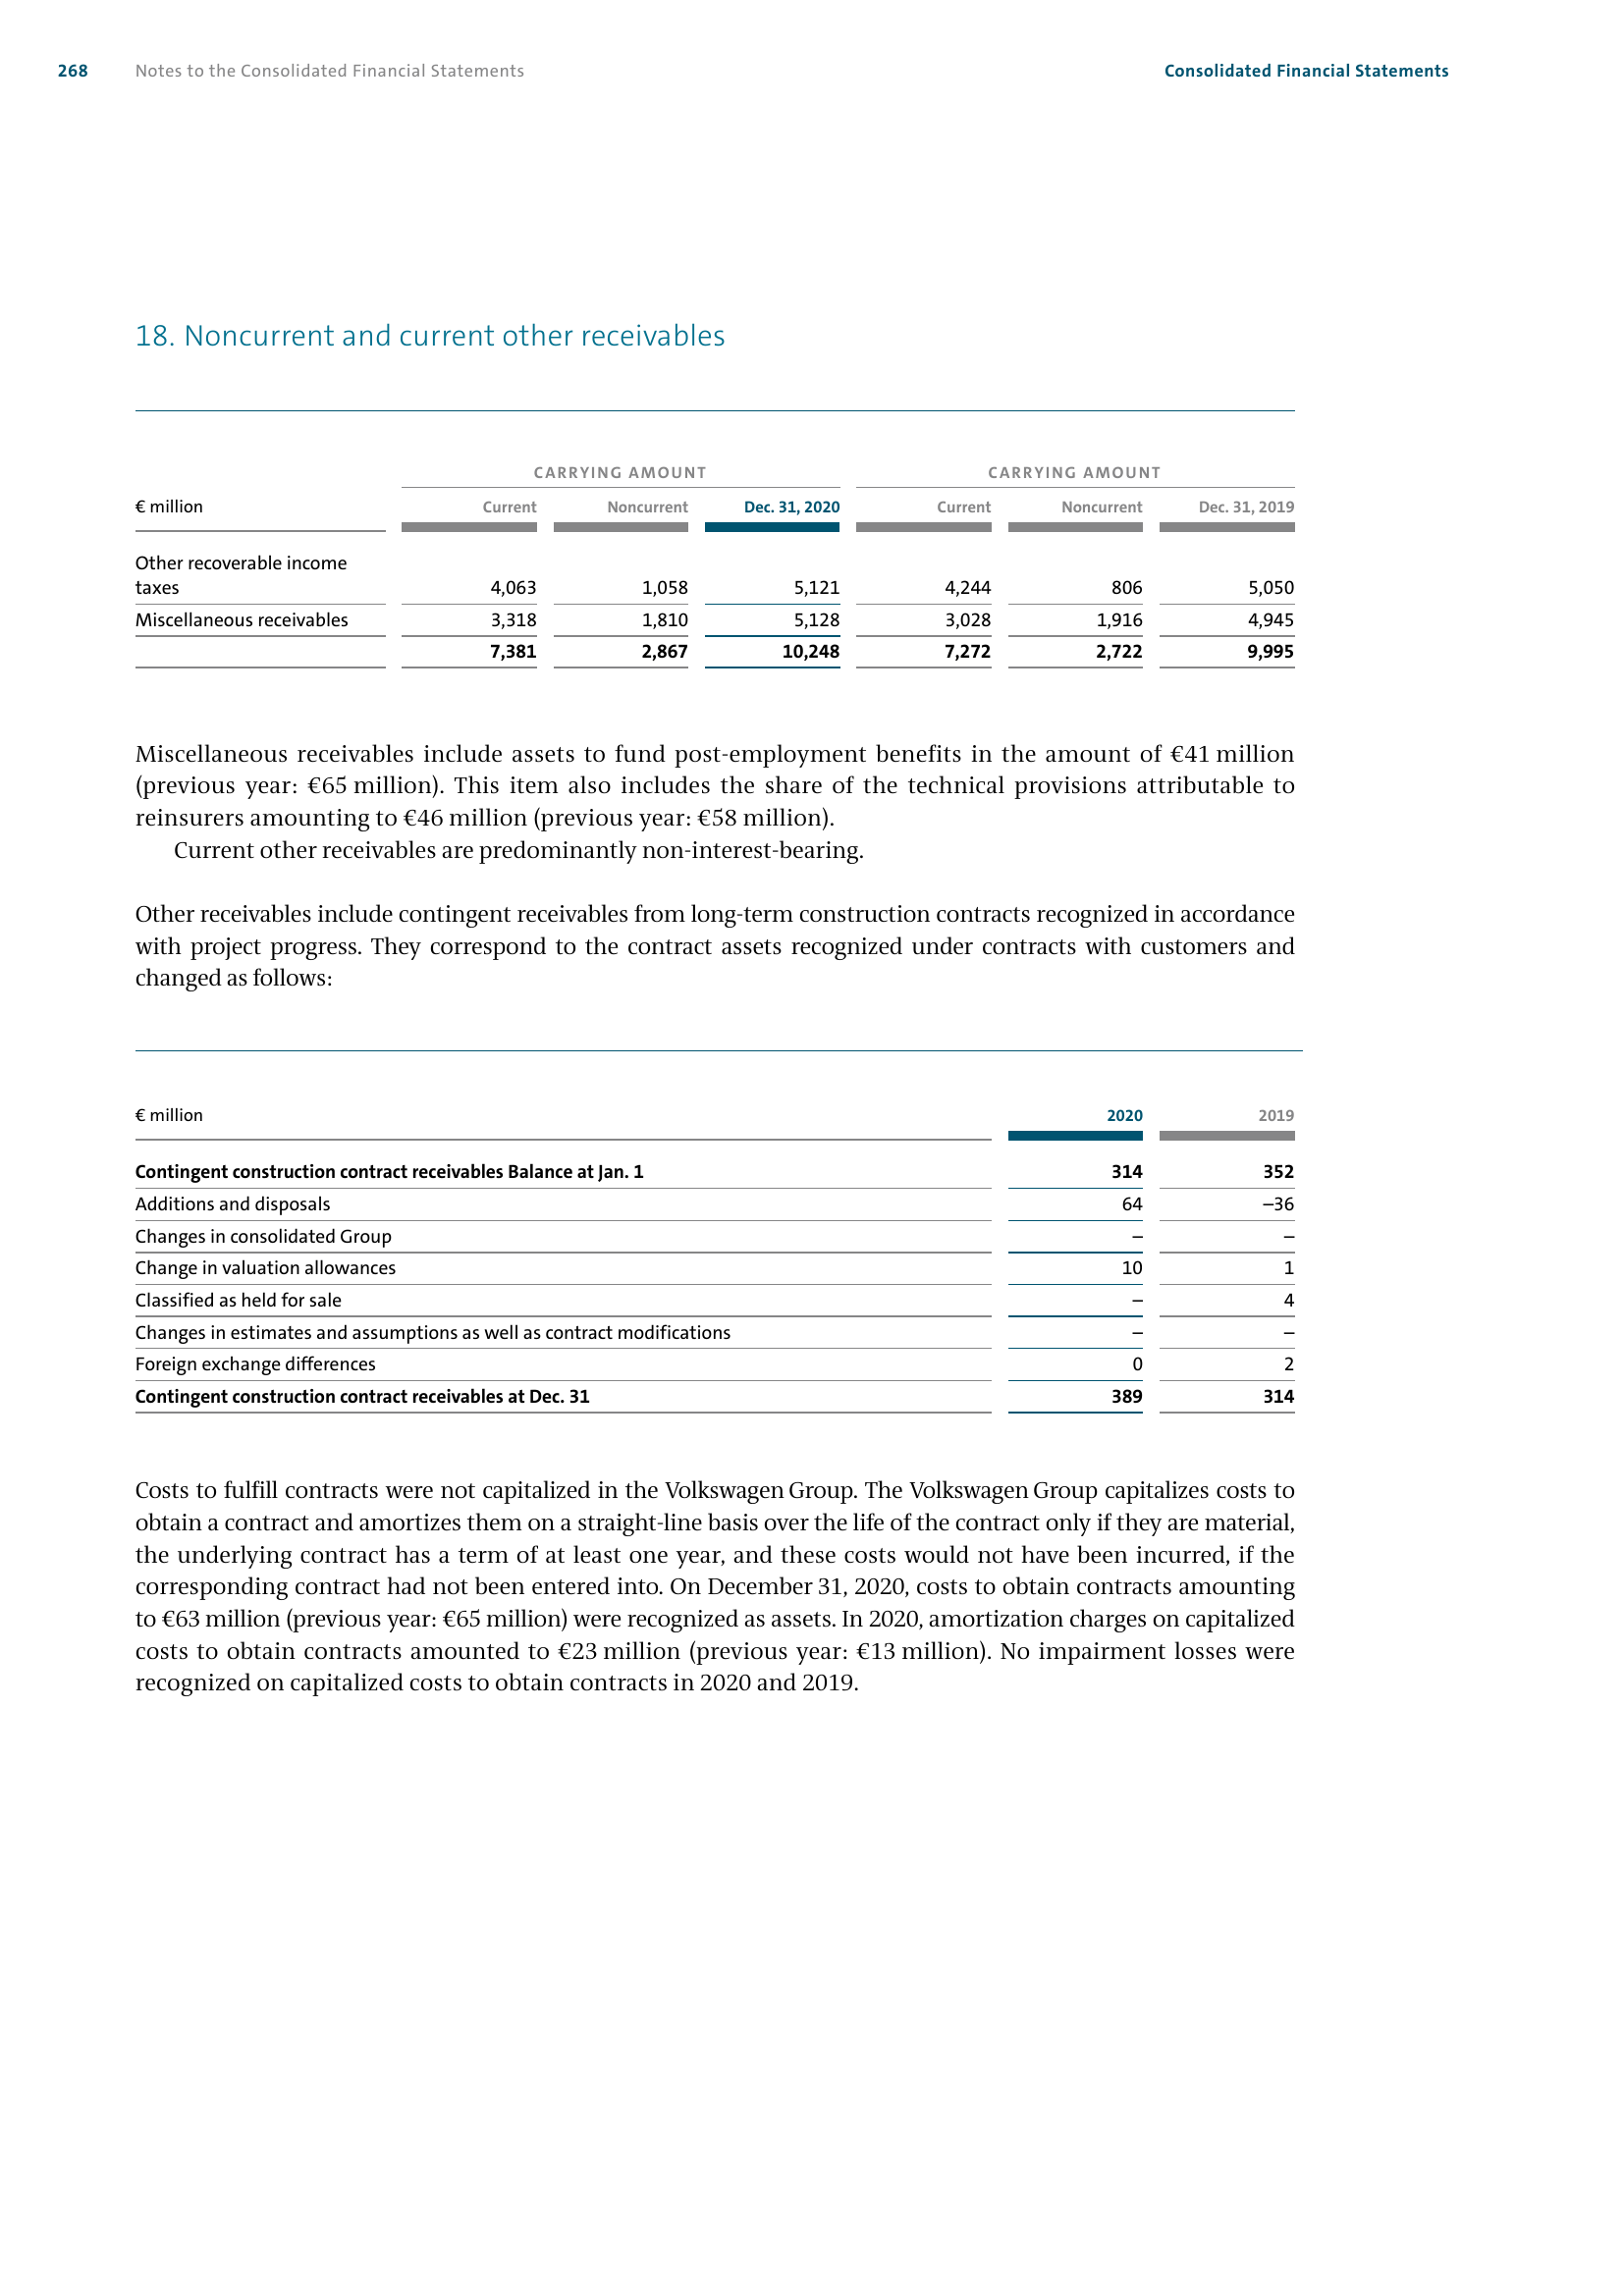 268 Notes to the Consolidated Financial Statements Consolidated Financial Statements
18. Noncurrent and current other receivables
CARRYING AMOUNT CARRYING AMOUNT
€ million Current Noncurrent Dec. 31, 2020 Current Noncurrent Dec. 31, 2019
Other recoverable income
taxes 4,063 1,058 5,121 4,244 806 5,050
Miscellaneous receivables 3,318 1,810 5,128 3,028 1,916 4,945
7,381 2,867 10,248 7,272 2,722 9,995
Miscellaneous receivables include assets to fund post-employment benefits in the amount of €41 million
(previous year: €65 million). This item also includes the share of the technical provisions attributable to
reinsurers amounting to €46 million (previous year: €58 million).
Current other receivables are predominantly non-interest-bearing.
Other receivables include contingent receivables from long-term construction contracts recognized in accordance
with project progress. They correspond to the contract assets recognized under contracts with customers and
changed as follows:
€ million 2020 2019
Contingent construction contract receivables Balance at Jan. 1 314 352
Additions and disposals 64 –36
Changes in consolidated Group – –
Change in valuation allowances 10 1
Classified as held for sale – 4
Changes in estimates and assumptions as well as contract modifications – –
Foreign exchange differences 0 2
Contingent construction contract receivables at Dec. 31 389 314
Costs to fulfill contracts were not capitalized in the Volkswagen Group. The Volkswagen Group capitalizes costs to
obtain a contract and amortizes them on a straight-line basis over the life of the contract only if they are material,
the underlying contract has a term of at least one year, and these costs would not have been incurred, if the
corresponding contract had not been entered into. On December 31, 2020, costs to obtain contracts amounting
to €63 million (previous year: €65 million) were recognized as assets. In 2020, amortization charges on capitalized
costs to obtain contracts amounted to €23 million (previous year: €13 million). No impairment losses were
recognized on capitalized costs to obtain contracts in 2020 and 2019.